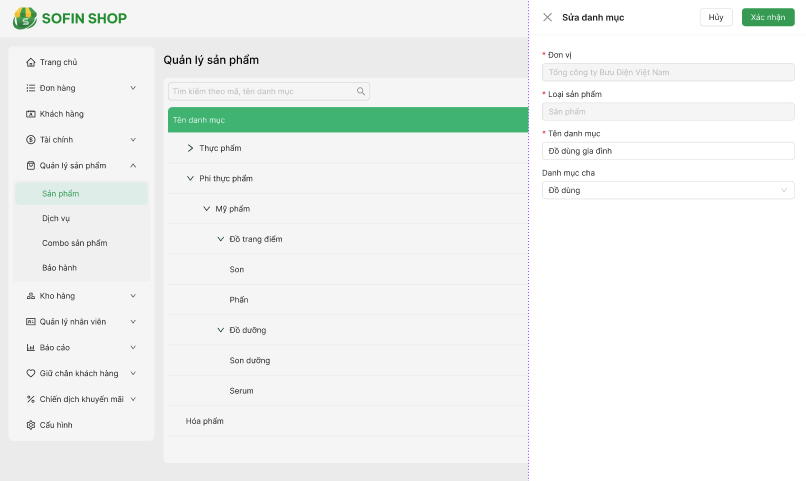 SOFIN SHOP
Trang chủ
Đơn hàng
Khách hàng
Tài chính
Quản lý sản phẩm
Sản phẩm
Dịch vụ
Combo sản phẩm
Bảo hành
Kho hàng
Quản lý nhân viên
Báo cáo
Giữ chân khách hàng
Chiến dịch khuyến mãi
Cấu hình
Quản lý sản phẩm
Tìm kiếm theo mã, tên danh mục
Tên danh mục
Thực phẩm
Phi thực phẩm
Mỹ phẩm
Đồ trang điểm
Son
Phấn
Đồ dưỡng
Son dưỡng
Serum
Hóa phẩm
Sửa danh mục
Hủy
Xác nhận
* Đơn vị
Tổng công ty Bưu Điện Việt Nam
* Loại sản phẩm
Sản phẩm
* Tên danh mục
Đồ dùng gia đình
Danh mục cha
Đồ dùng